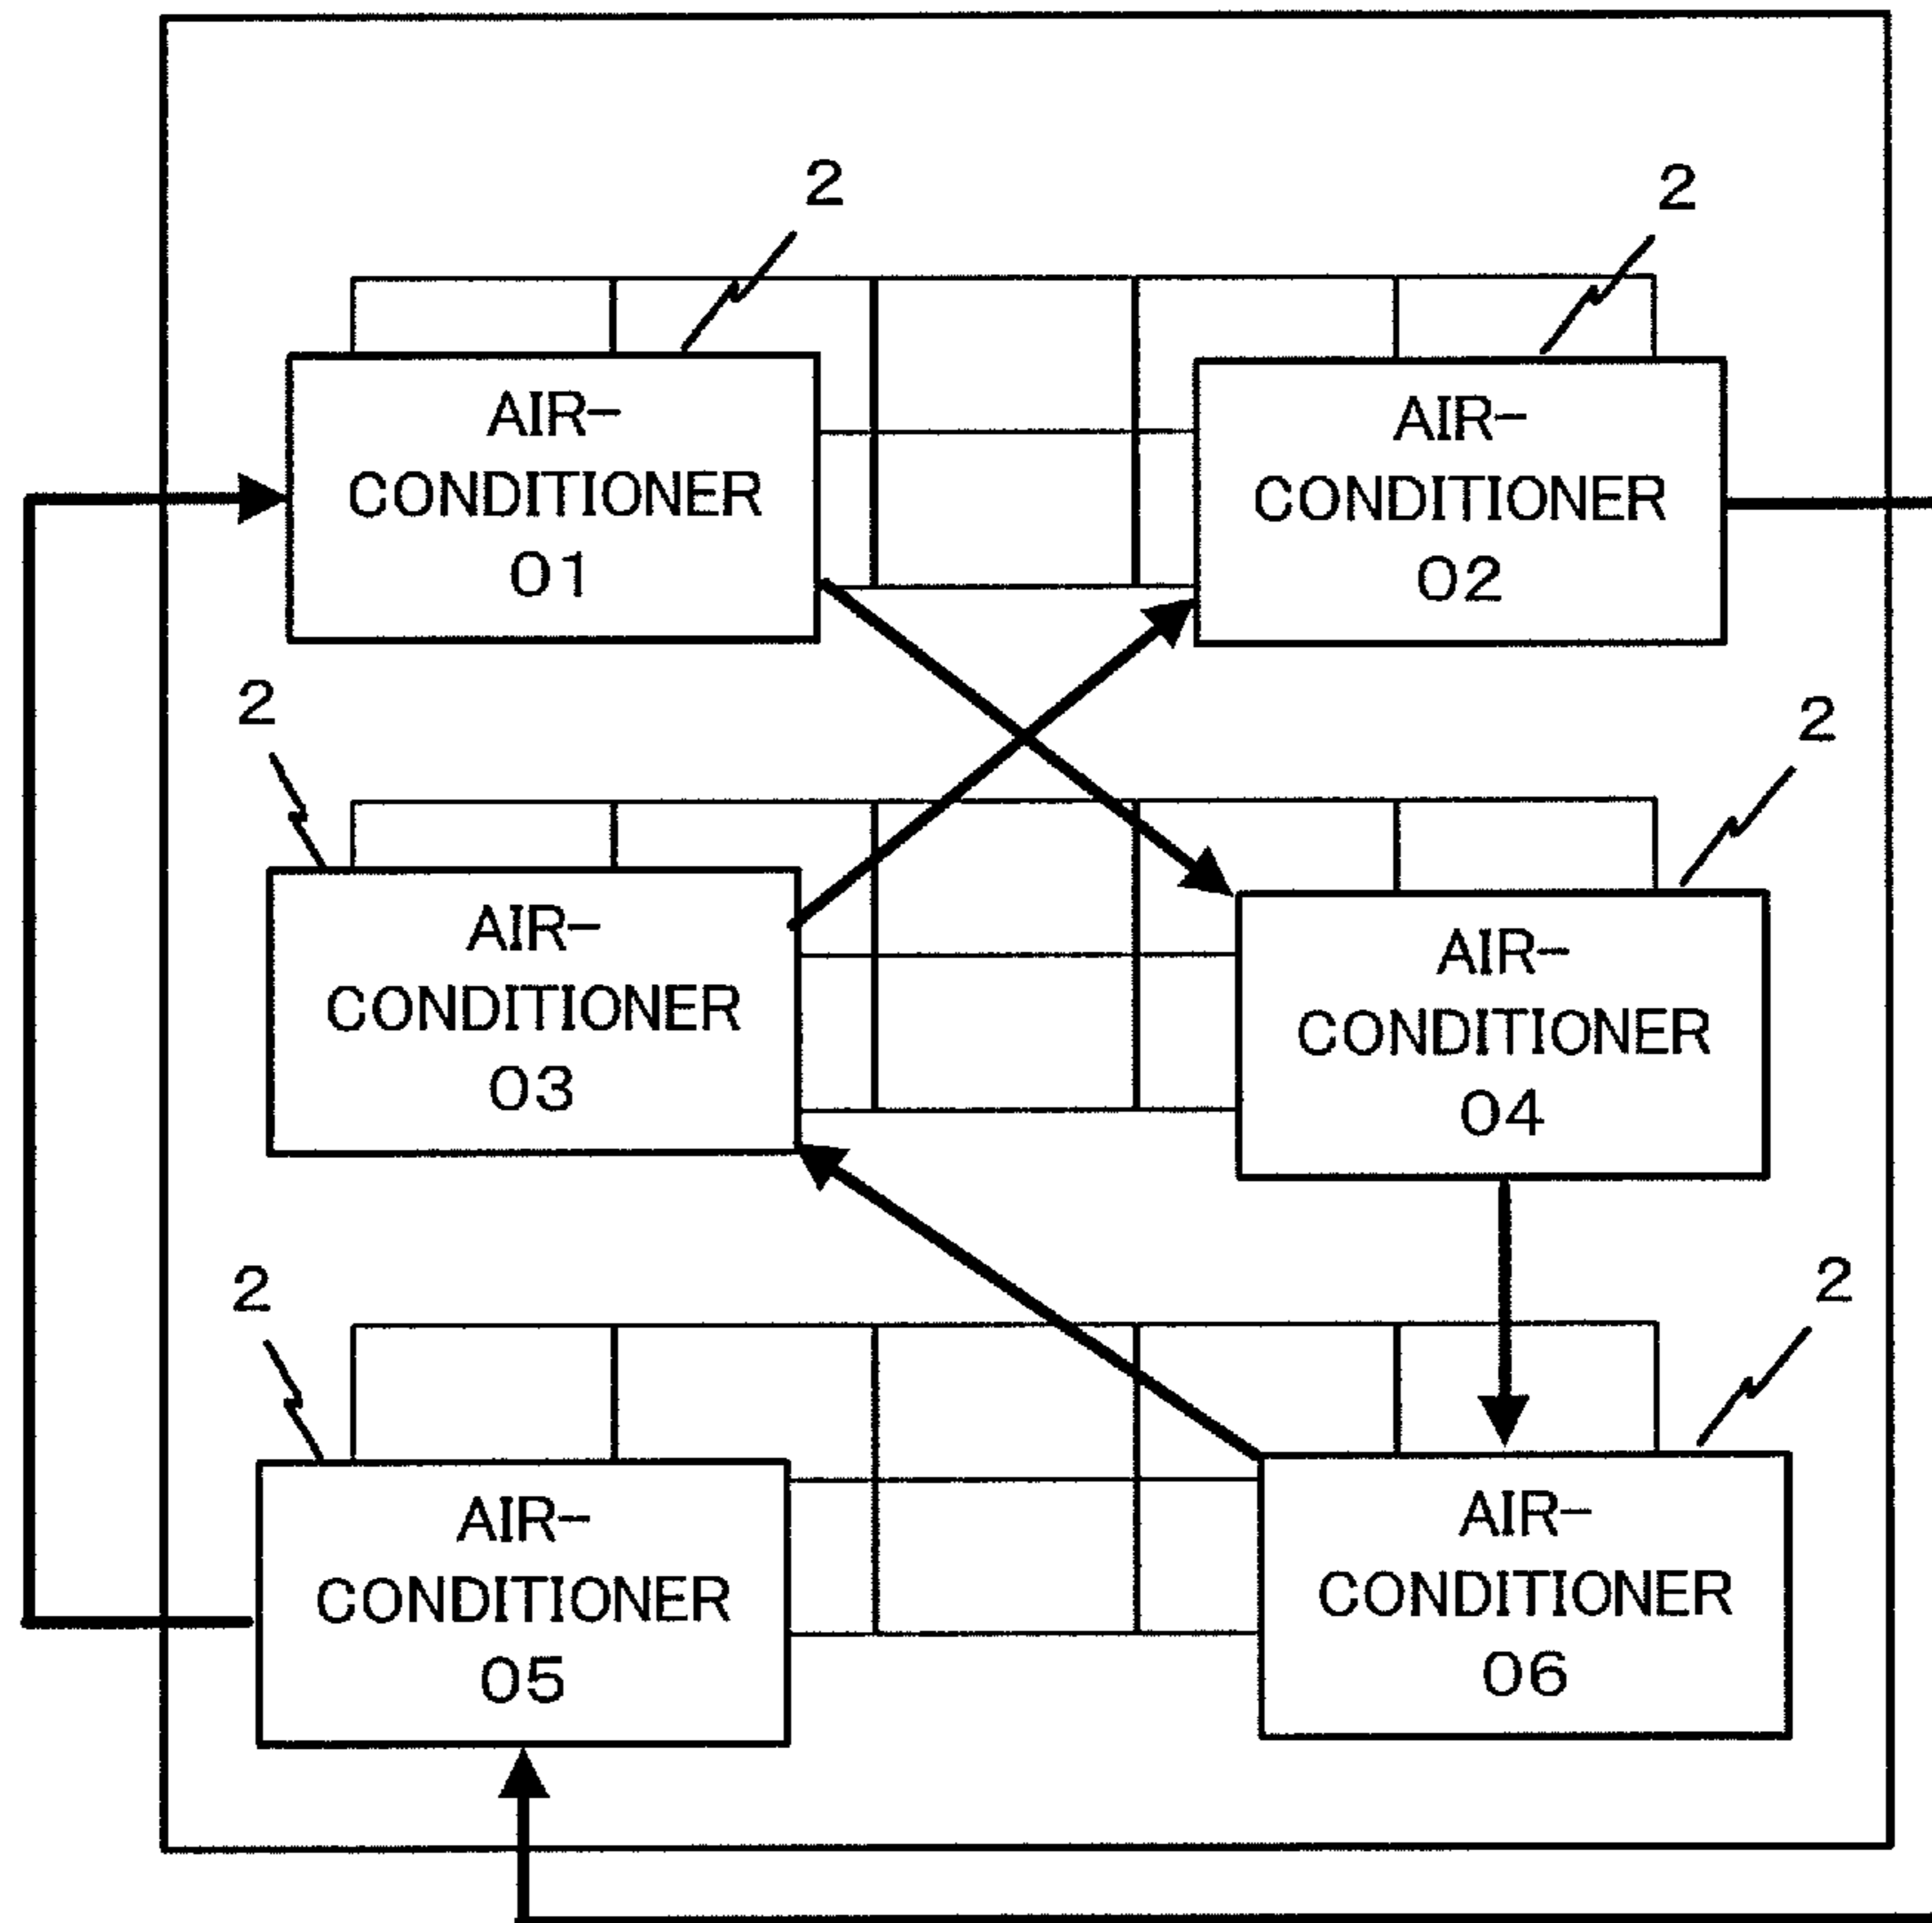 2
2
AIR-
CONDITIONER
01
AIR-
CONDITIONER
02
2
2
AIR-
CONDITIONER
03
AIR-
CONDITIONER
04
2
2
AIR-
CONDITIONER
05
AIR-
CONDITIONER
06